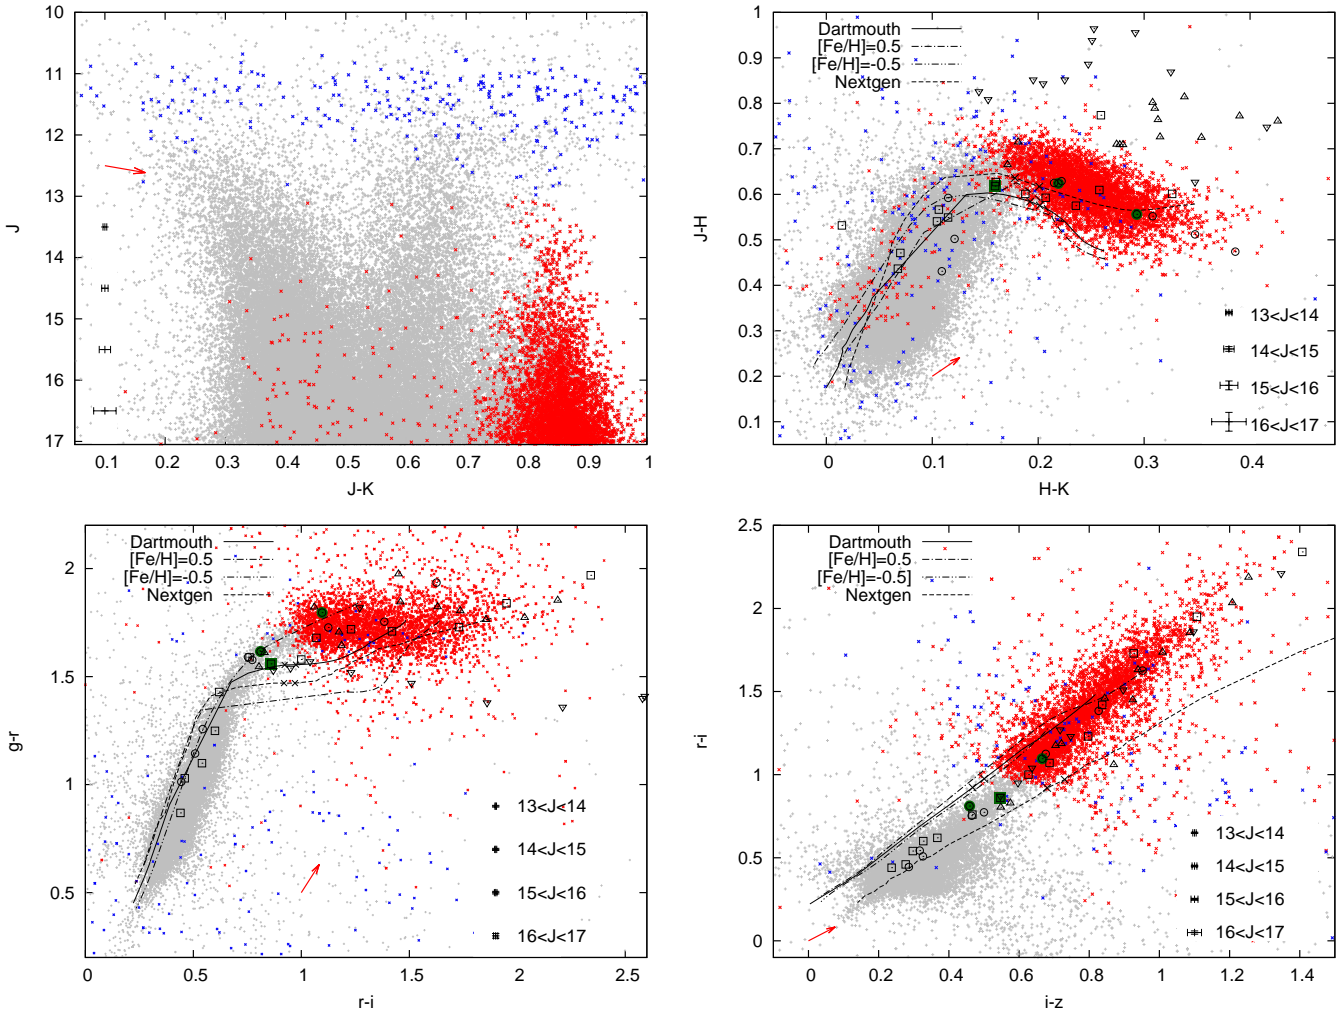 10
11
12
13
14
15
16
17
J
0.1
0.2
0.3
0.4
0.5
0.6
0.7
0.8
0.9
1
J-K
1
0.9
0.8
0.7
0.6
0.5
0.4
0.3
0.2
0.1
J-H
Dartmouth
[Fe/H]=0.5
[Fe/H]=-0.5
Nextgen
13<J<14
14<J<15
15<J<16
16<J<17
0
0.1
0.2
0.3
0.4
H-K
2
1.5
1
0.5
g-r
Dartmouth
[Fe/H]=0.5
[Fe/H]=-0.5
Nextgen
13<J<14
14<J<15
15<J<16
16<J<17
0
0.5
1
1.5
2
2.5
r-i
2.5
2
1.5
1
0.5
0
r-i
Dartmouth
[Fe/H]=0.5
[Fe/H]=-0.5]
Nextgen
13<J<14
14<J<15
15<J<16
16<J<17
0
0.2
0.4
0.6
0.8
1
1.2
1.4
i-z